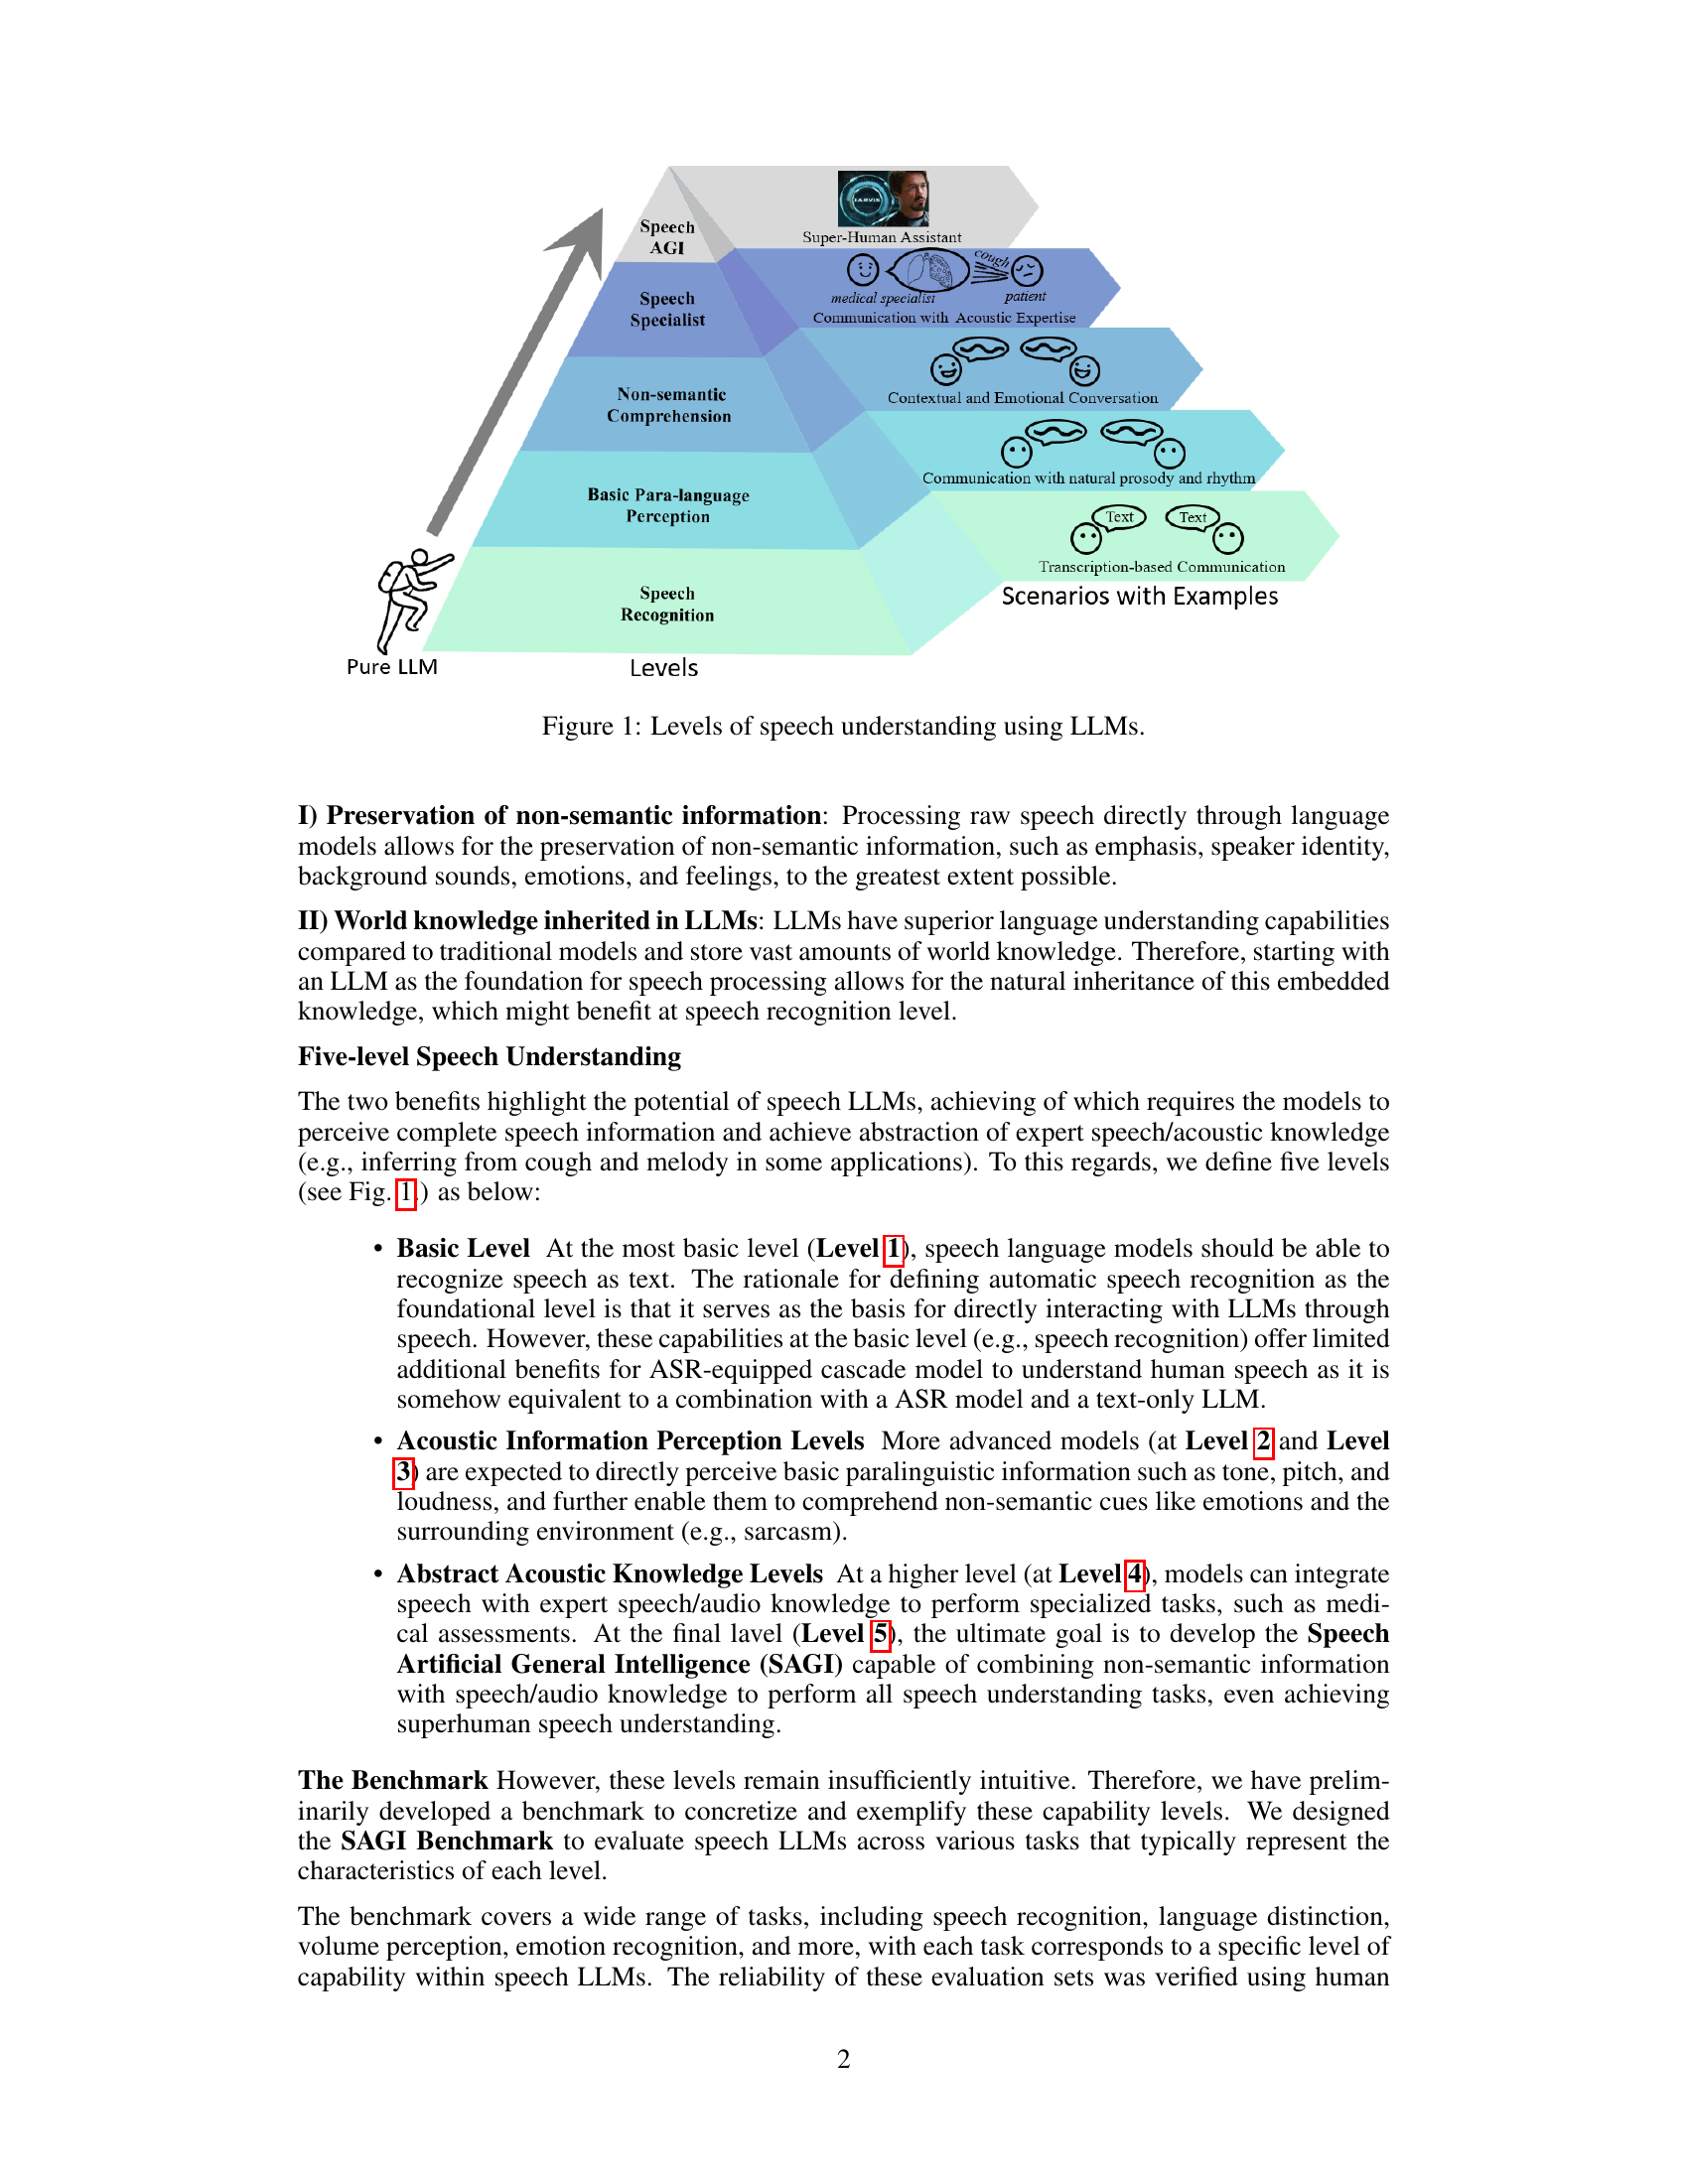 JARVIS
Speech
AGI
Super-Human Assistant
cough
medical specialist
patient
Speech
Specialist
Communication with Acoustic Expertise
Non-semantic
Comprehension
Contextual and Emotional Conversation
Basic Para-language
Perception
Communication with natural prosody and rhythm
Text
Text
Transcription-based Communication
Speech
Recognition
Scenarios with Examples
Pure LLM
Levels
Figure 1: Levels of speech understanding using LLMs.
I) Preservation of non-semantic information: Processing raw speech directly through language
models allows for the preservation of non-semantic information, such as emphasis, speaker identity,
background sounds, emotions, and feelings, to the greatest extent possible.
II) World knowledge inherited in LLMs: LLMs have superior language understanding capabilities
compared to traditional models and store vast amounts of world knowledge. Therefore, starting with
an LLM as the foundation for speech processing allows for the natural inheritance of this embedded
knowledge, which might benefit at speech recognition level.
Five-level Speech Understanding
The two benefits highlight the potential of speech LLMs, achieving of which requires the models to
perceive complete speech information and achieve abstraction of expert speech/acoustic knowledge
(e.g., inferring from cough and melody in some applications). To this regards, we define five levels
(see Fig. 1.) as below:
• Basic Level At the most basic level (Level 1), speech language models should be able to
recognize speech as text. The rationale for defining automatic speech recognition as the
foundational level is that it serves as the basis for directly interacting with LLMs through
speech. However, these capabilities at the basic level (e.g., speech recognition) offer limited
additional benefits for ASR-equipped cascade model to understand human speech as it is
somehow equivalent to a combination with a ASR model and a text-only LLM.
• Acoustic Information Perception Levels More advanced models (at Level 2 and Level
3) are expected to directly perceive basic paralinguistic information such as tone, pitch, and
loudness, and further enable them to comprehend non-semantic cues like emotions and the
surrounding environment (e.g., sarcasm).
• Abstract Acoustic Knowledge Levels At a higher level (at Level 4), models can integrate
speech with expert speech/audio knowledge to perform specialized tasks, such as medi-
cal assessments. At the final lavel (Level 5), the ultimate goal is to develop the Speech
Artificial General Intelligence (SAGI) capable of combining non-semantic information
with speech/audio knowledge to perform all speech understanding tasks, even achieving
superhuman speech understanding.
The Benchmark However, these levels remain insufficiently intuitive. Therefore, we have prelim-
inarily developed a benchmark to concretize and exemplify these capability levels. We designed
the SAGI Benchmark to evaluate speech LLMs across various tasks that typically represent the
characteristics of each level.
The benchmark covers a wide range of tasks, including speech recognition, language distinction,
volume perception, emotion recognition, and more, with each task corresponds to a specific level of
capability within speech LLMs. The reliability of these evaluation sets was verified using human
2